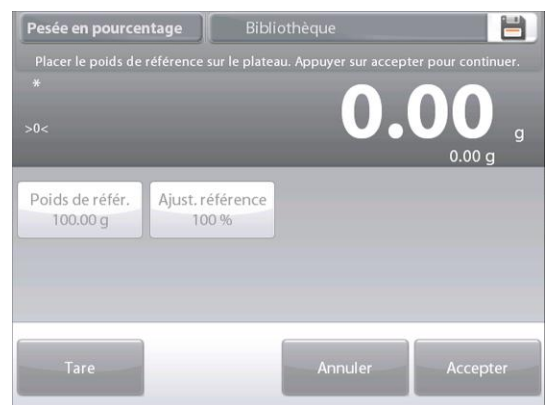 Pesée en pourcentage Bibliothèque
Placer le poids de référence sur le plateau. Appuyer sur accepter pour continuer.
*
>0<
0.00 g
0.00 g
Poids de référ. Ajust. référence
100.00 g 100 %
Tare Annuler Accepter